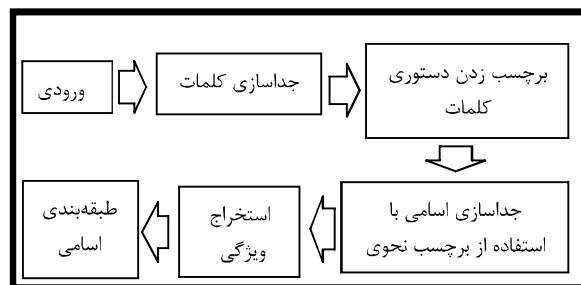 ورودی
جداسازی کلمات
برچسب زدن دستوری
کلمات
جداسازی اسامی با
استفاده از برچسب نحوی
استخراج
ویژگی
طبقه‌بندی
اسامی